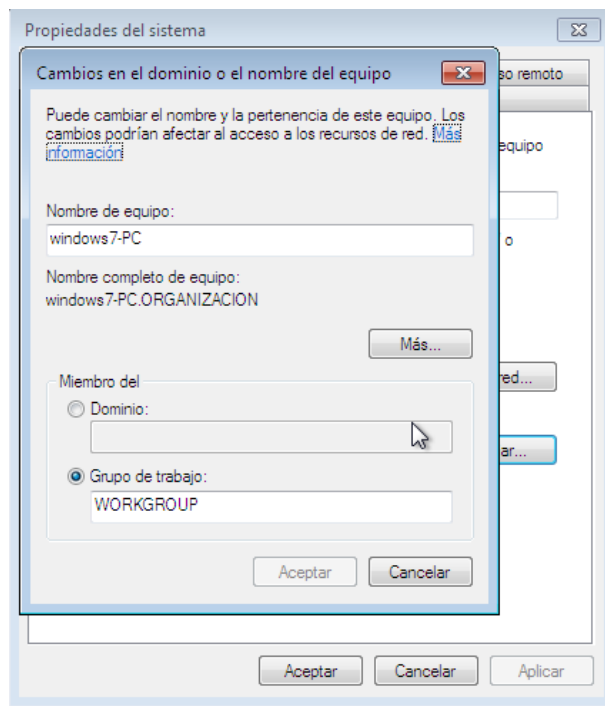 Propiedades del sistema
Cambios en el dominio o el nombre del equipo
so remoto
Puede cambiar el nombre y la pertenencia de este equipo. Los
cambios podrían afectar al acceso a los recursos de red. Más
información
equipo
Nombre de equipo:
windows7-PC
o
Nombre completo de equipo:
windows7-PC.ORGANIZACION
Más...
red...
Miembro del
Dominio:
ar...
Grupo de trabajo:
WORKGROUP
Aceptar
Cancelar
Aceptar
Cancelar
Aplicar